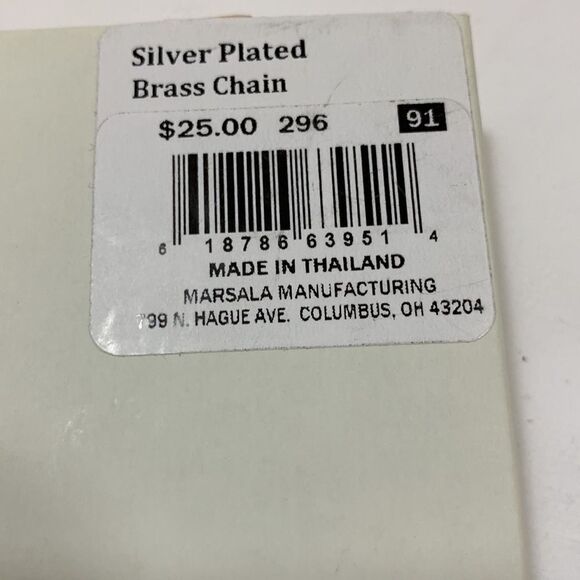 Silver Plated
Brass Chain
$25.00 296 91
6 18786 63951 4
MADE IN THAILAND
MARSALA MANUFACTURING
799 N. HAGUE AVE. COLUMBUS, OH 43204